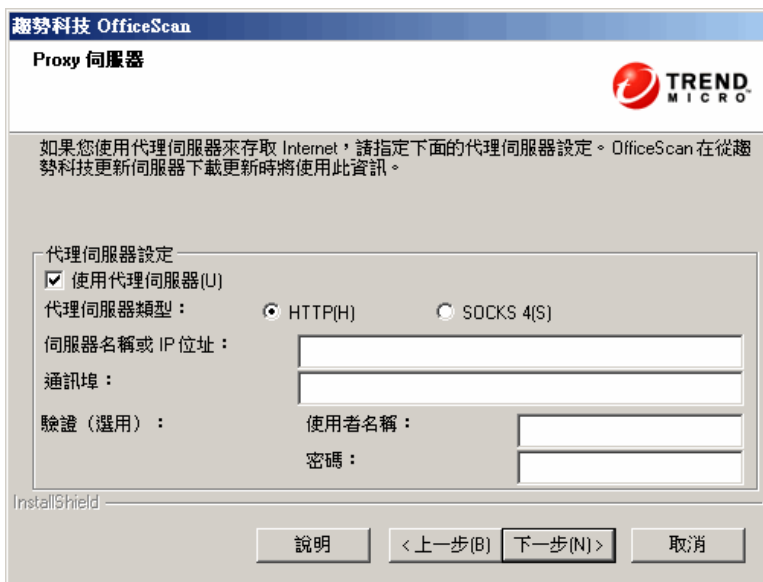 趨勢科技 OfficeScan
Proxy 伺服器
TREND
MICRO
如果您使用代理伺服器來存取 Internet，請指定下面的代理伺服器設定。OfficeScan 在從趨
勢科技更新伺服器下載更新時將使用此資訊。
代理伺服器設定
使用代理伺服器(U)
代理伺服器類型： HTTP(H) SOCKS 4(S)
伺服器名稱或 IP 位址：
通訊埠：
驗證（選用）： 使用者名稱：
密碼：
InstallShield
說明 <上一步(B) 下一步(N)> 取消